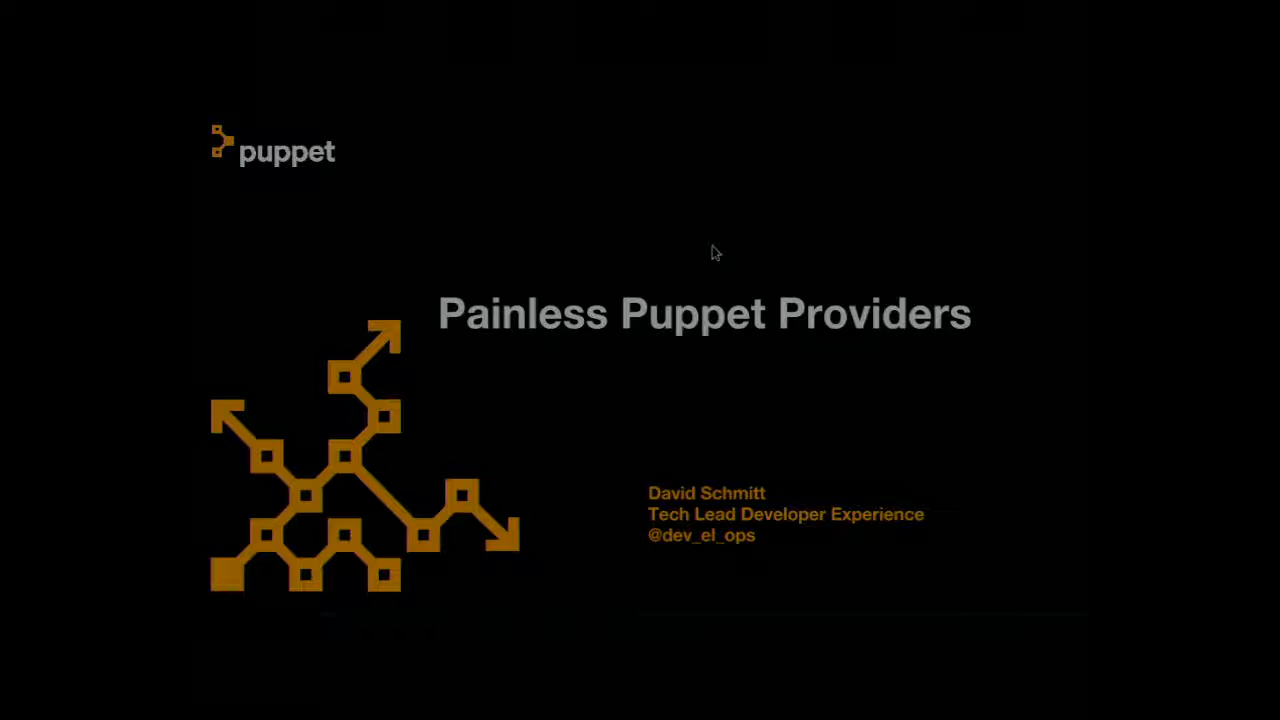 puppet
Painless Puppet Providers
David Schmitt
Tech Lead Developer Experience
@dev_el_ops